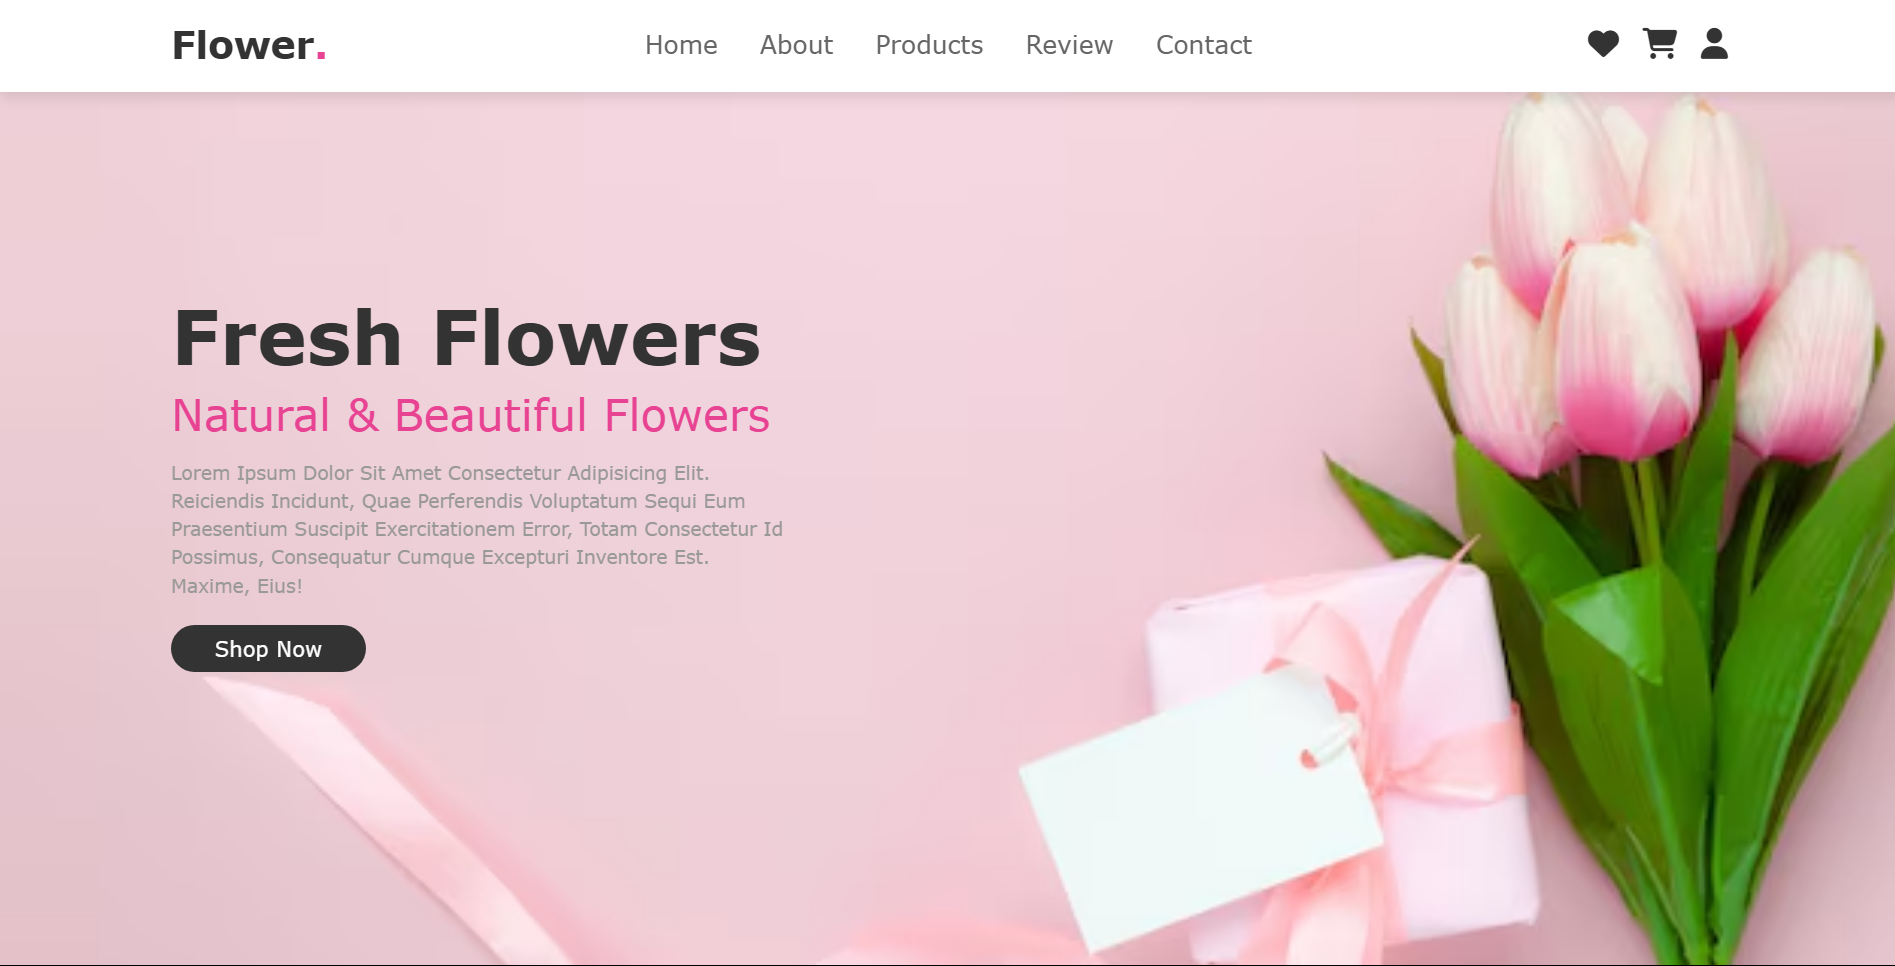 Flower.
Home About Products Review Contact
Fresh Flowers
Natural & Beautiful Flowers
Lorem Ipsum Dolor Sit Amet Consectetur Adipisicing Elit.
Reiciendis Incidunt, Quae Perferendis Voluptatum Sequi Eum
Praesentium Suscipit Exercitationem Error, Totam Consectetur Id
Possimus, Consequatur Cumque Excepturi Inventore Est.
Maxime, Eius!
Shop Now